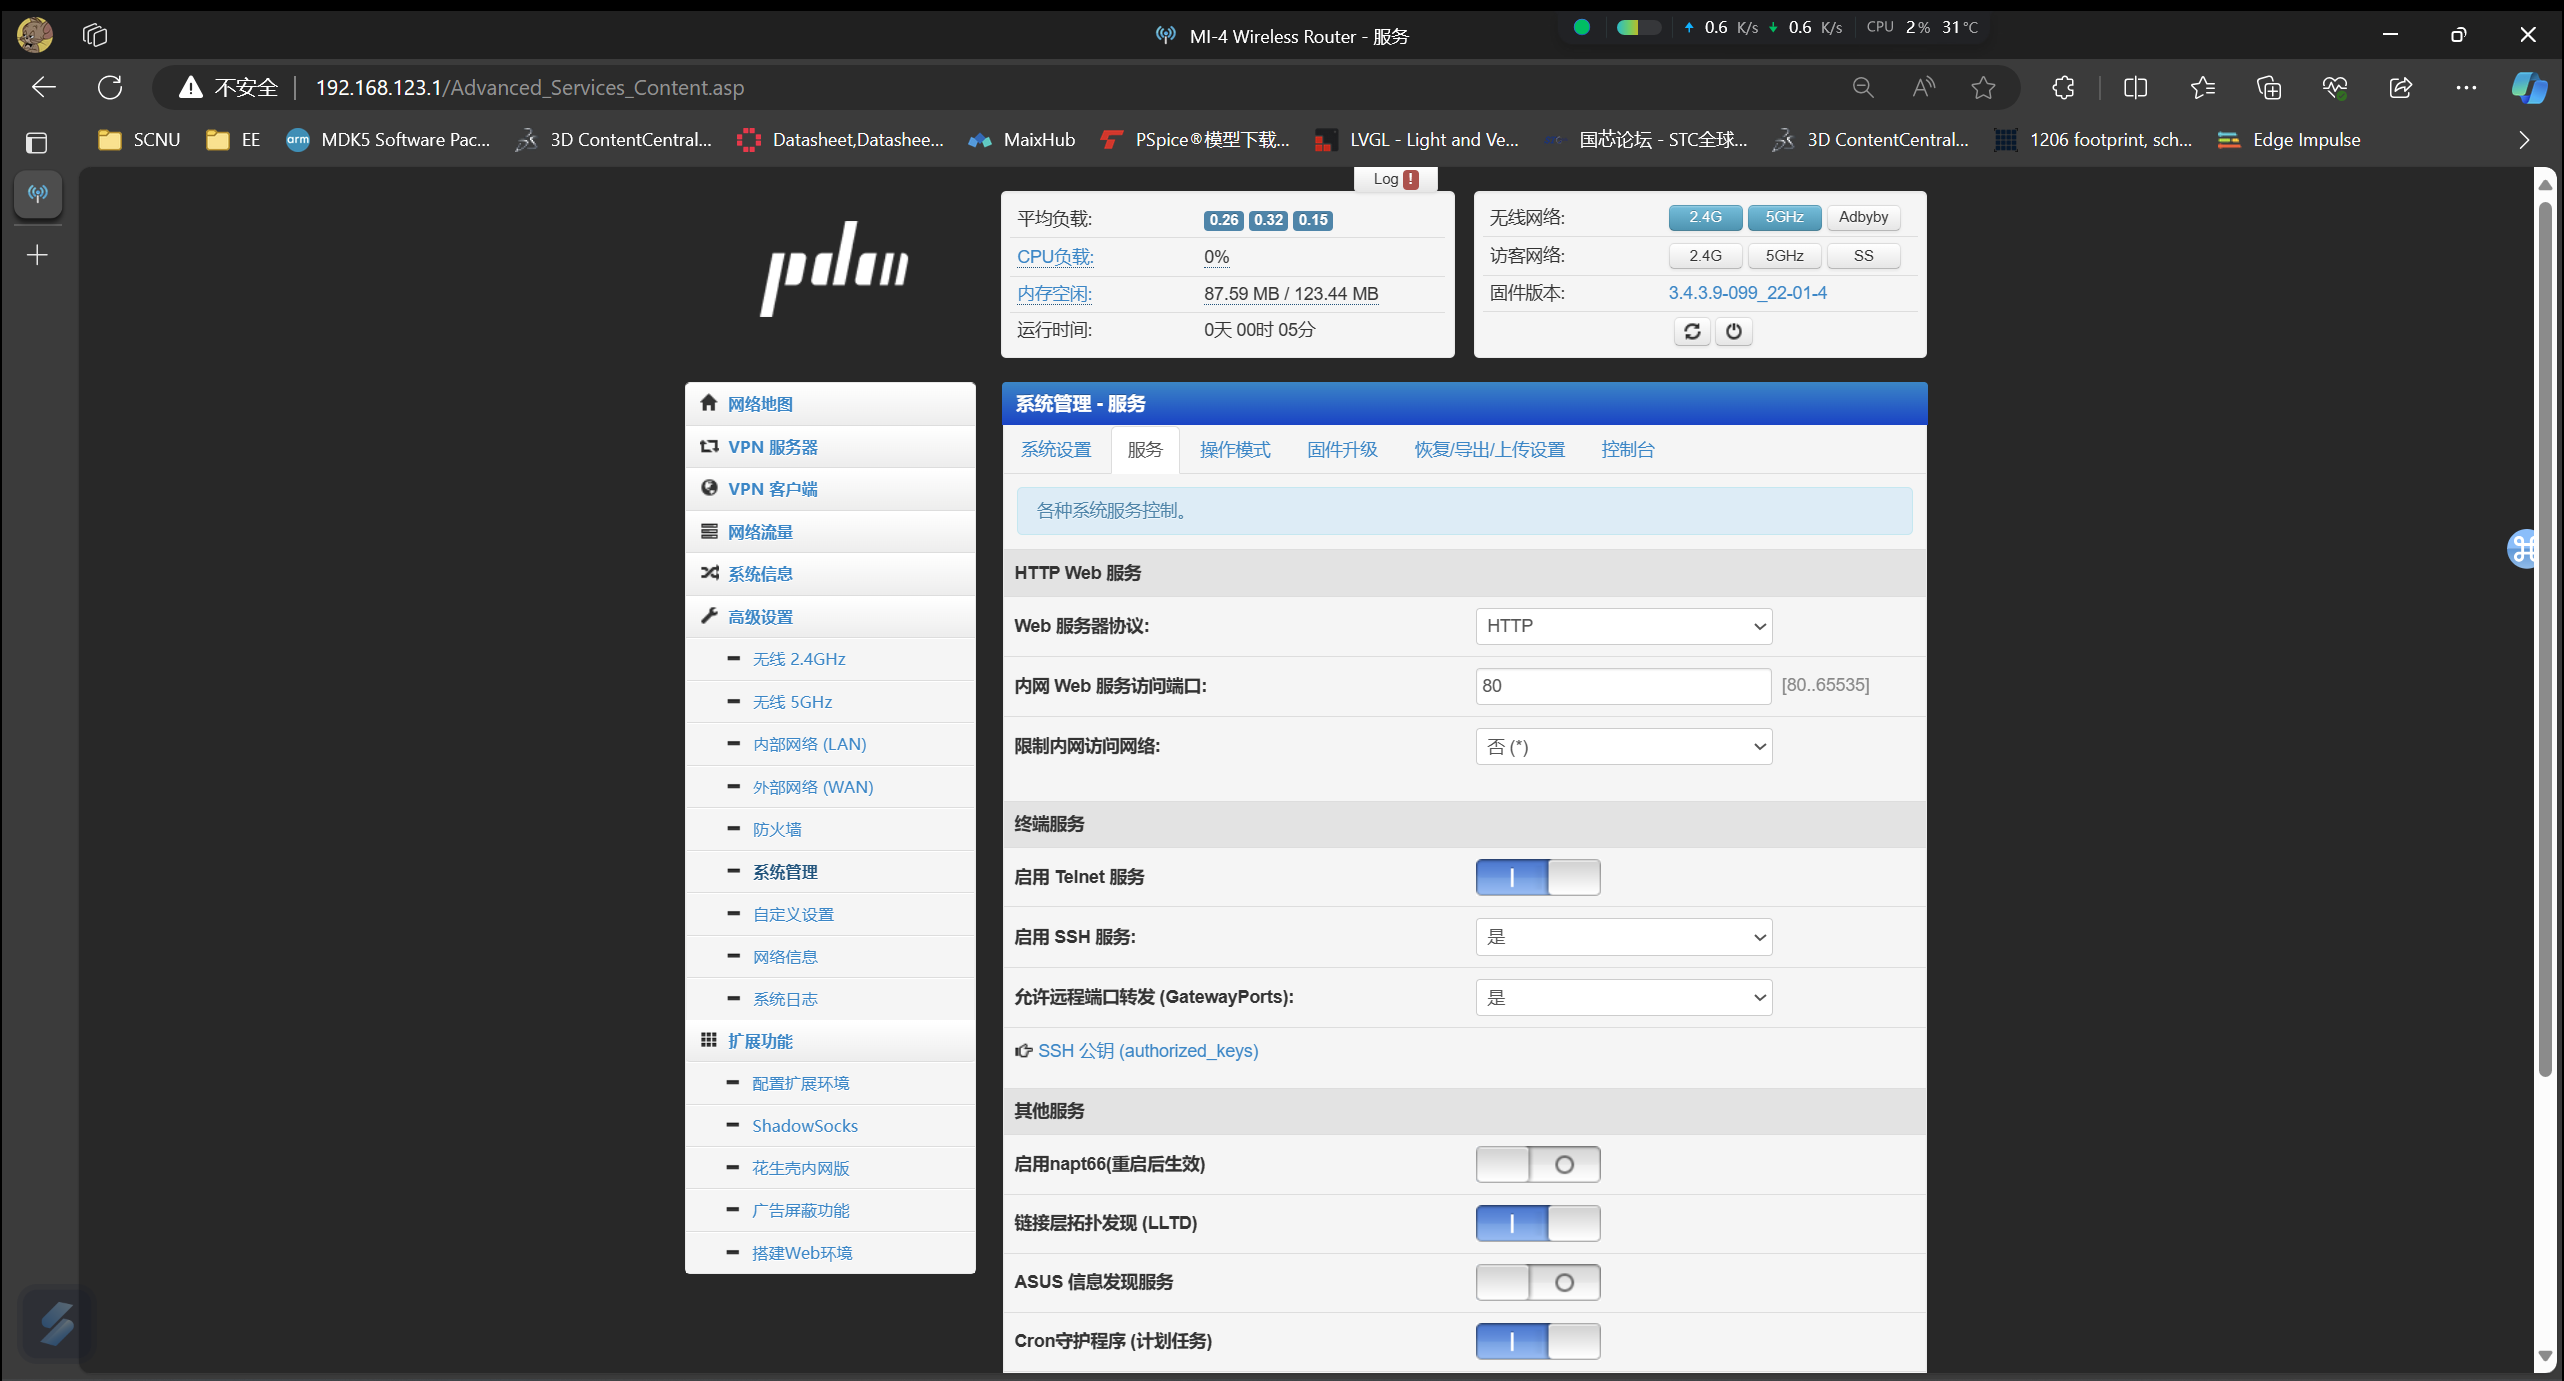 MI-4 Wireless Router - 服务
0.6 K/s 0.6 K/s CPU 2% 31°C
不安全 192.168.123.1/Advanced_Services_Content.asp
SCNU EE arm MDK5 Software Pac... 3D ContentCentral... Datasheet,Datashee... MaixHub PSpice®模型下载... LVGL - Light and Ve... 国芯论坛 - STC全球... 3D ContentCentral... 1206 footprint, sch... Edge Impulse
Log !
pdcn
平均负载: 0.26 0.32 0.15
CPU负载: 0%
内存空闲: 87.59 MB / 123.44 MB
运行时间: 0天 00时 05分
无线网络: 2.4G 5GHz Adbyby
访客网络: 2.4G 5GHz SS
固件版本: 3.4.3.9-099_22-01-4
网络地图
VPN 服务器
VPN 客户端
网络流量
系统信息
高级设置
无线 2.4GHz
无线 5GHz
内部网络 (LAN)
外部网络 (WAN)
防火墙
系统管理
自定义设置
网络信息
系统日志
扩展功能
配置扩展环境
ShadowSocks
花生壳内网版
广告屏蔽功能
搭建Web环境
系统管理 - 服务
系统设置 服务 操作模式 固件升级 恢复/导出/上传设置 控制台
各种系统服务控制。
HTTP Web 服务
Web 服务器协议: HTTP
内网 Web 服务访问端口: 80 [80..65535]
限制内网访问网络: 否 (*)
终端服务
启用 Telnet 服务
启用 SSH 服务: 是
允许远程端口转发 (GatewayPorts): 是
SSH 公钥 (authorized_keys)
其他服务
启用napt66(重启后生效)
链接层拓扑发现 (LLTD)
ASUS 信息发现服务
Cron守护程序 (计划任务)